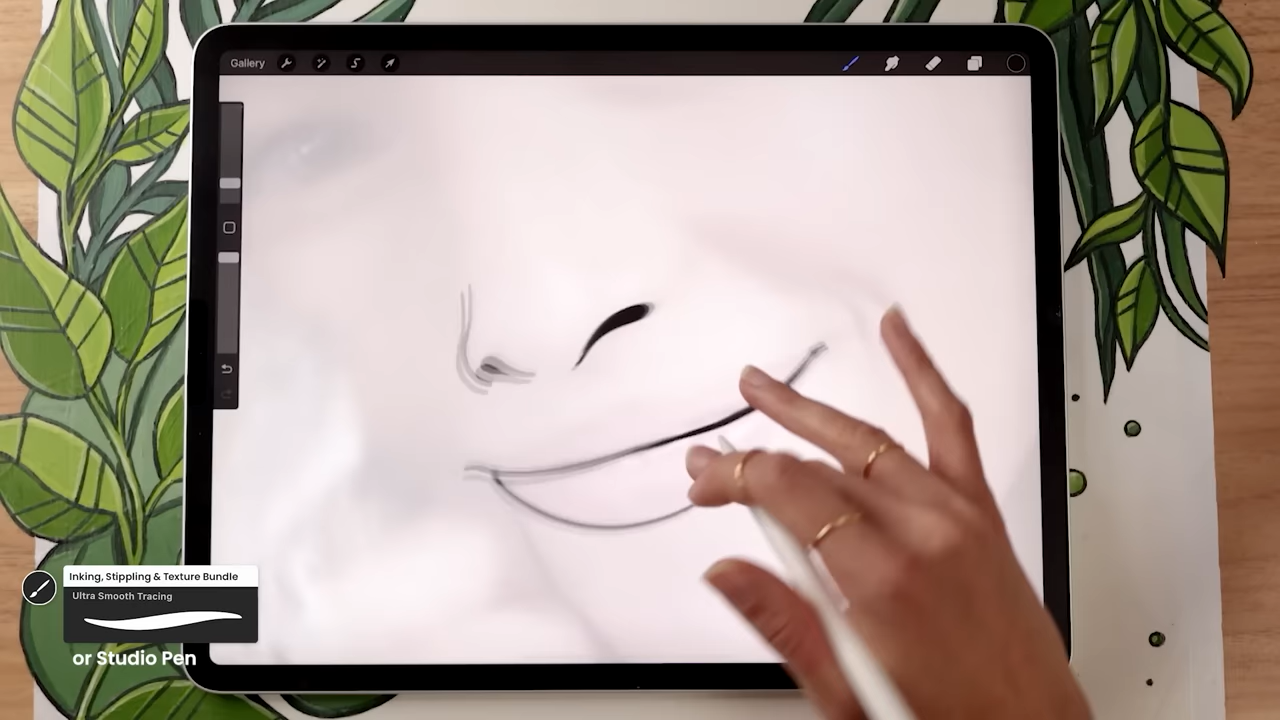 Gallery
Inking, Stippling & Texture Bundle
Ultra Smooth Tracing
or Studio Pen